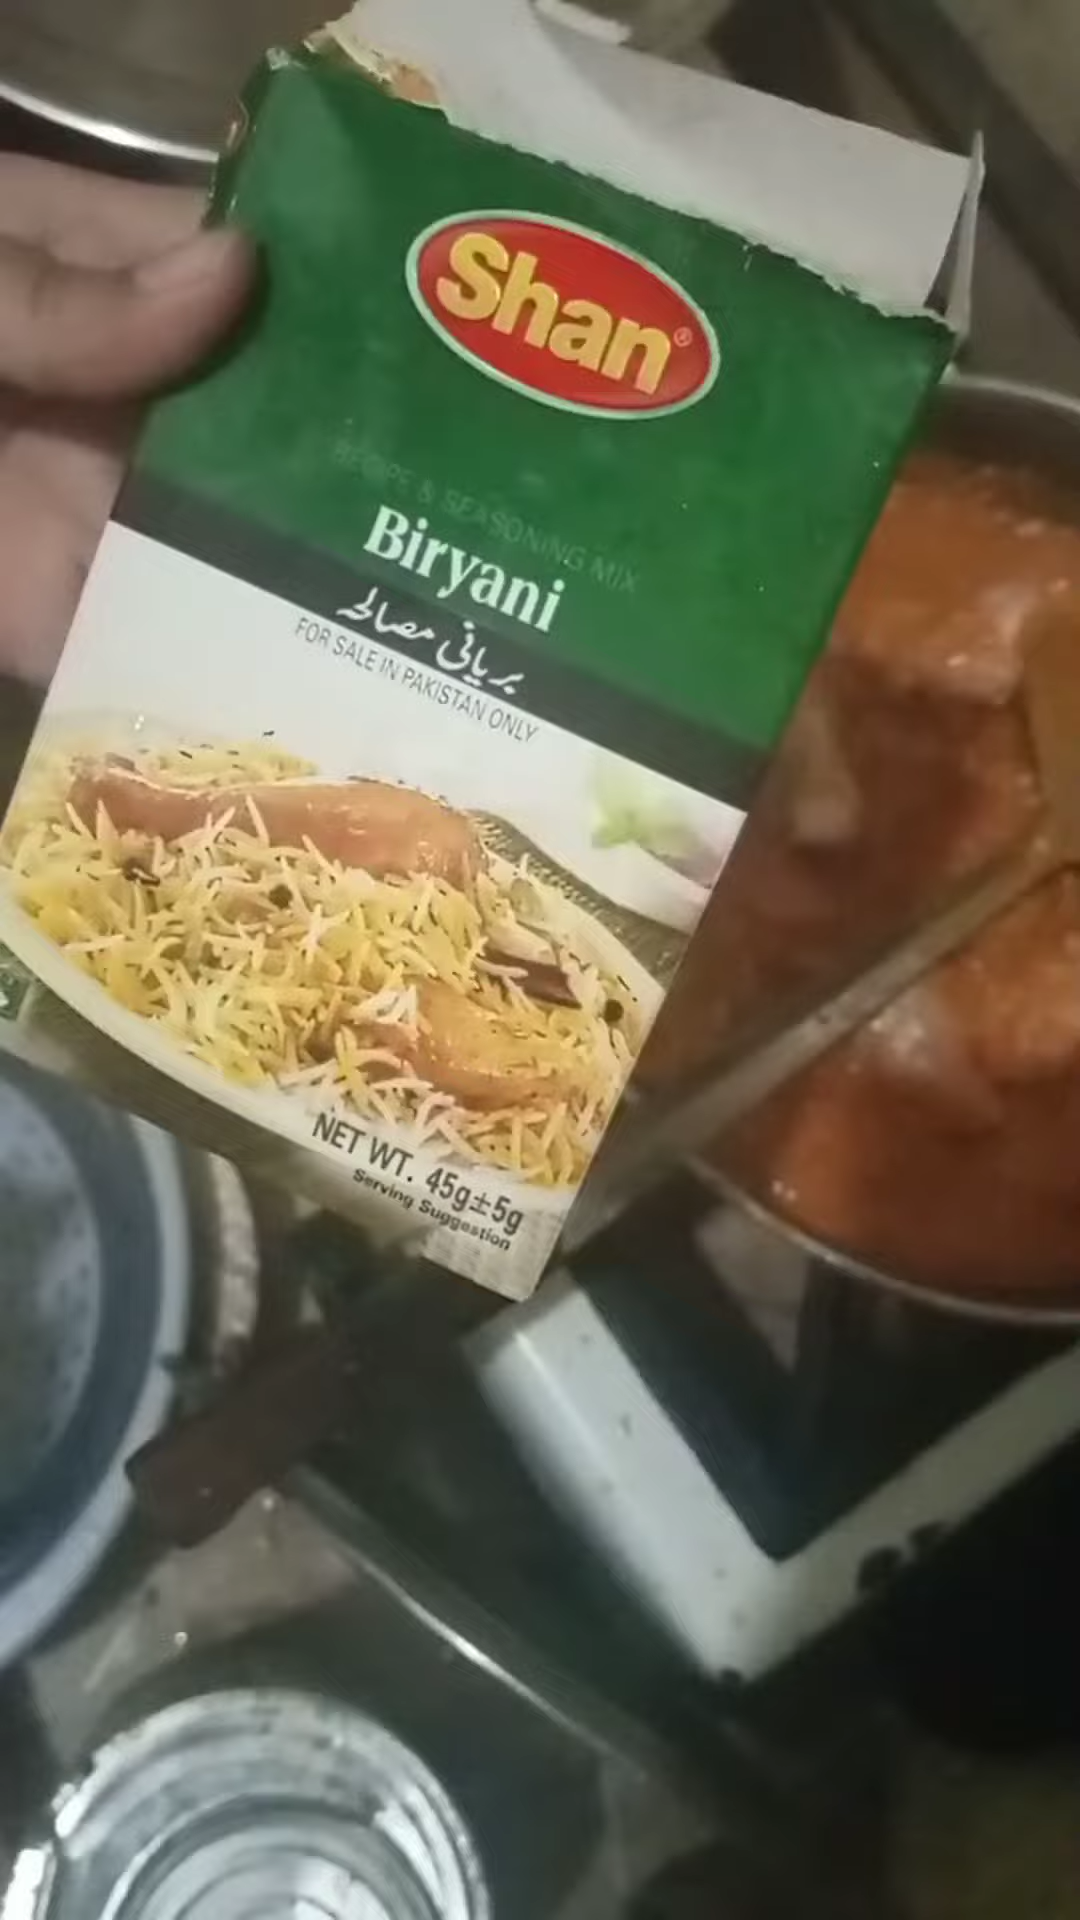 Shan®
RECIPE & SEASONING MIX
Biryani
بریانی مصالحہ
FOR SALE IN PAKISTAN ONLY
NET WT. 45g±5g
Serving Suggestion